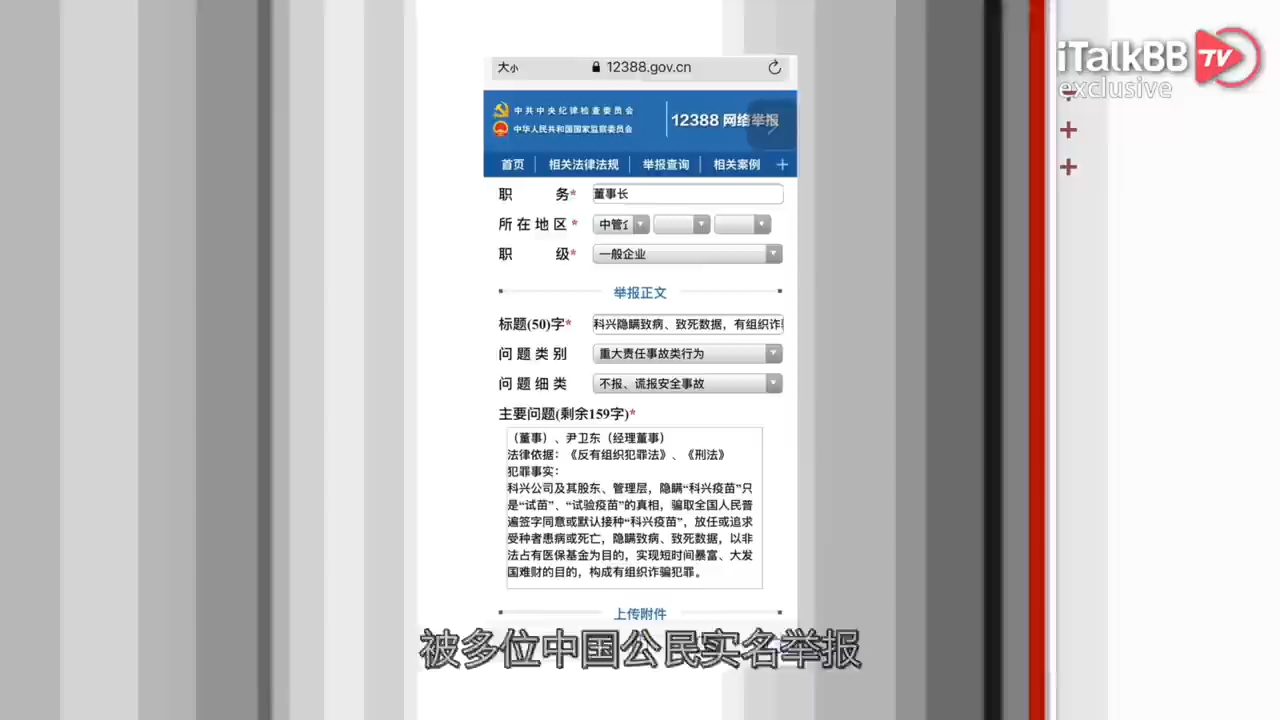 iTalkBB TV
exclusive
大小 12388.gov.cn
中共中央纪律检查委员会
中华人民共和国国家监察委员会
12388 网络举报
首页 相关法律法规 举报查询 相关案例
职 务* 董事长
所在地区* 中管企
职 级* 一般企业
举报正文
标题(50)字* 科兴隐瞒致病、致死数据，有组织诈
问题类别 重大责任事故类行为
问题细类 不报、谎报安全事故
主要问题(剩余159字)*
（董事）、尹卫东（经理董事）
法律依据：《反有组织犯罪法》、《刑法》
犯罪事实：
科兴公司及其股东、管理层，隐瞒“科兴疫苗”只
是“试苗”、“试验疫苗”的真相，骗取全国人民普
遍签字同意或默认接种“科兴疫苗”，放任或追求
受种者患病或死亡，隐瞒致病、致死数据，以非
法占有医保基金为目的，实现短时间暴富、大发
国难财的目的，构成有组织诈骗犯罪。
上传附件
被多位中国公民实名举报